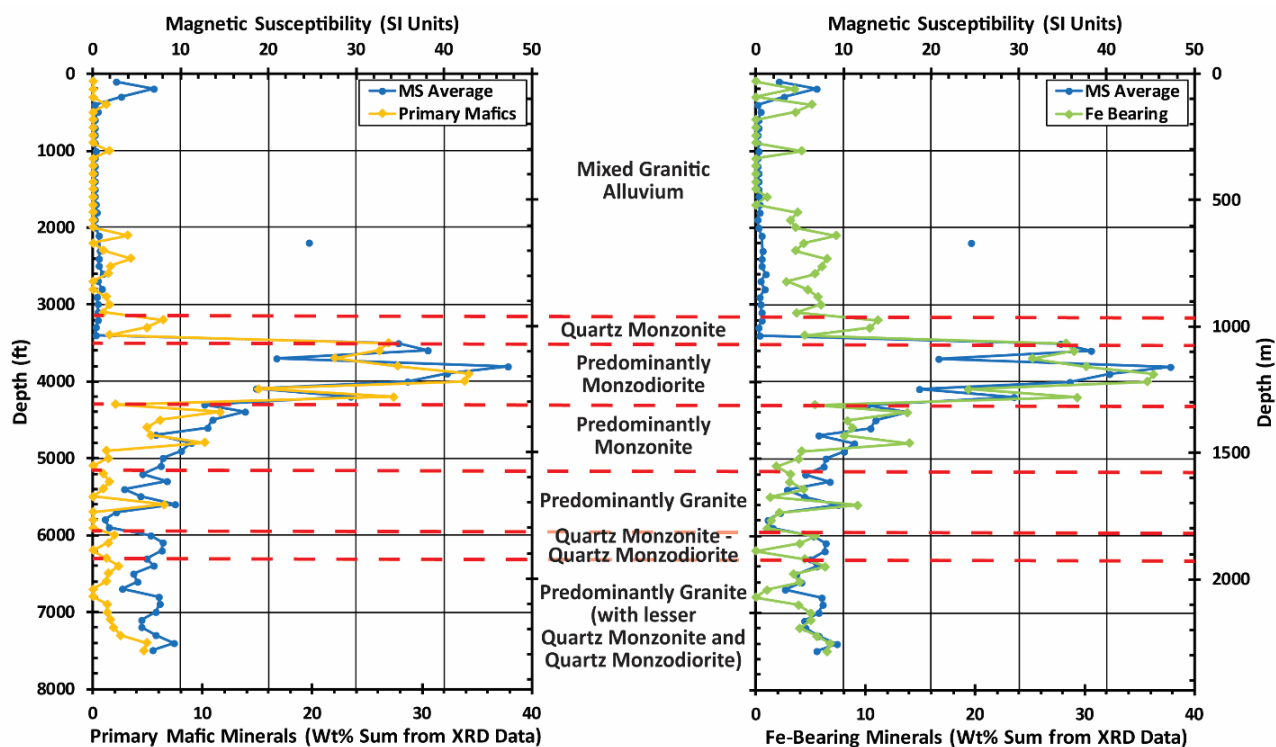 Magnetic Susceptibility (SI Units)
0 10 20 30 40 50
0
1000
2000
3000
4000
5000
6000
7000
8000
Depth (ft)
MS Average
Primary Mafics
0 10 20 30 40
Primary Mafic Minerals (Wt% Sum from XRD Data)
Mixed Granitic
Alluvium
Quartz Monzonite
Predominantly
Monzodiorite
Predominantly
Monzonite
Predominantly Granite
Quartz Monzonite -
Quartz Monzodiorite
Predominantly Granite
(with lesser
Quartz Monzonite and
Quartz Monzodiorite)
Magnetic Susceptibility (SI Units)
0 10 20 30 40 50
MS Average
Fe Bearing
0
500
1000
1500
2000
Depth (m)
0 10 20 30 40
Fe-Bearing Minerals (Wt% Sum from XRD Data)